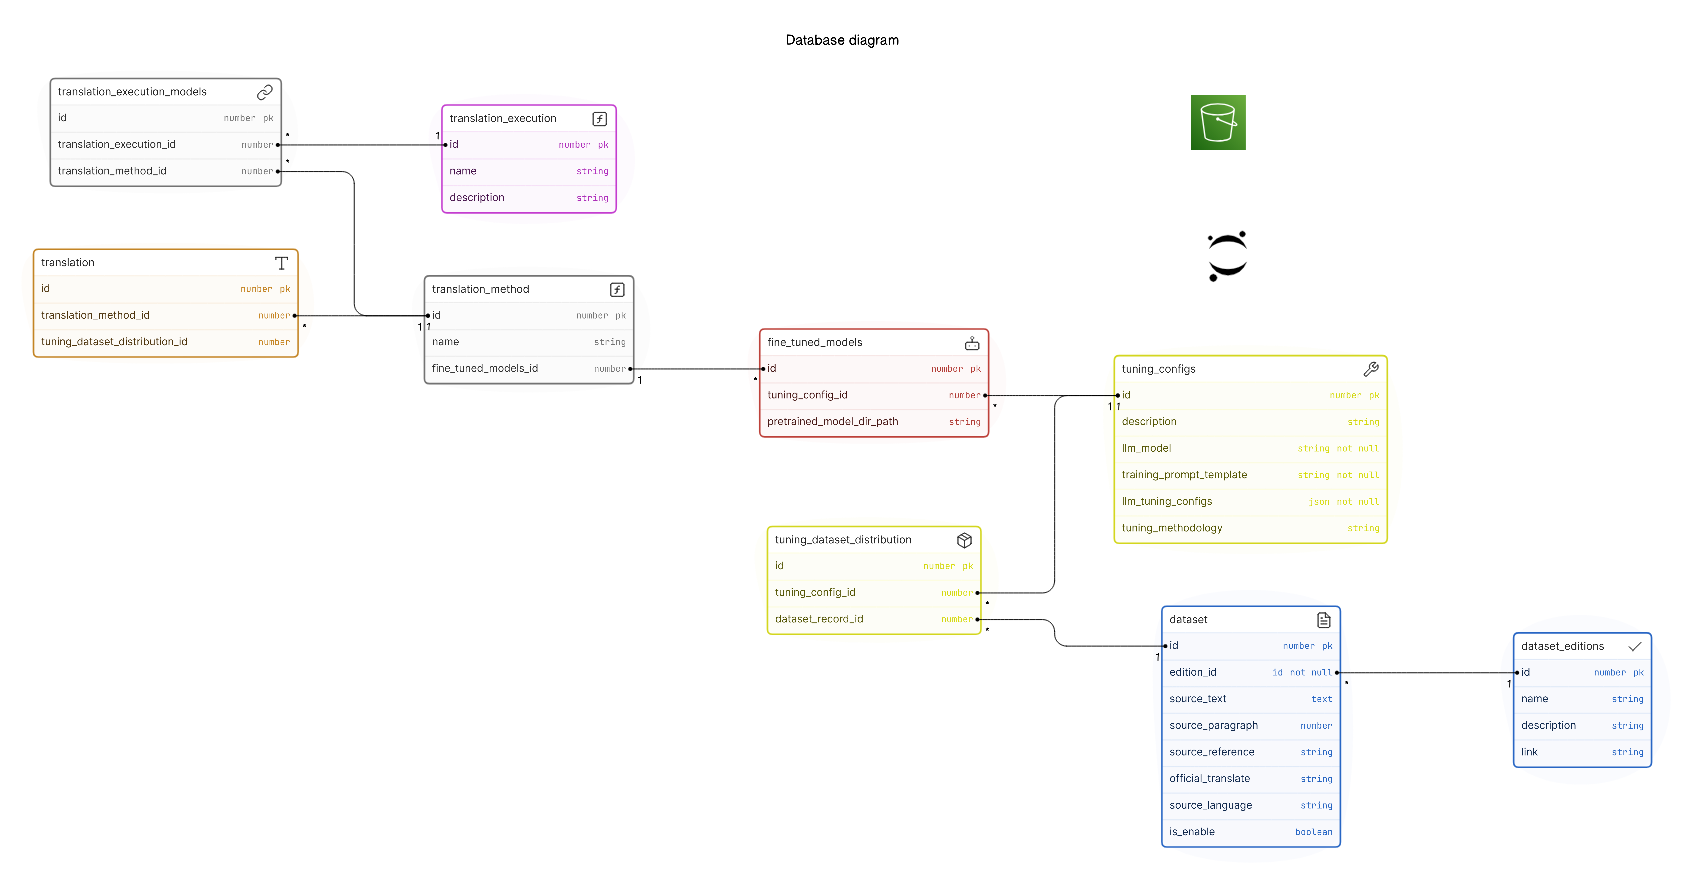 Database diagram
translation_execution_models
id number pk
translation_execution_id number
translation_method_id number
*
*
1
translation_execution
id number pk
name string
description string
translation
id number pk
translation_method_id number
tuning_dataset_distribution_id number
*
1 1
translation_method
id number pk
name string
fine_tuned_models_id number
1
*
fine_tuned_models
id number pk
tuning_config_id number
pretrained_model_dir_path string
*
1 1
tuning_configs
id number pk
description string
llm_model string not null
training_prompt_template string not null
llm_tuning_configs json not null
tuning_methodology string
tuning_dataset_distribution
id number pk
tuning_config_id number
dataset_record_id number
*
*
1
dataset
id number pk
edition_id id not null
source_text text
source_paragraph number
source_reference string
official_translate string
source_language string
is_enable boolean
*
1
dataset_editions
id number pk
name string
description string
link string